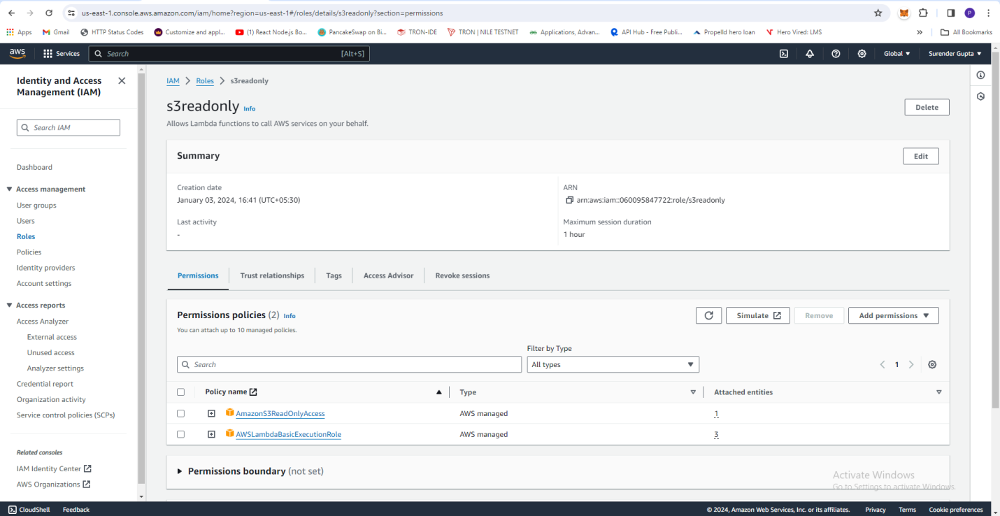 us-east-1.console.aws.amazon.com/iam/home?region=us-east-1#/roles/details/s3readonly?section=permissions
Apps Gmail HTTP Status Codes Customize and appl... (1) React Node.js Bo... PancakeSwap on Bi... TRON-IDE TRON | NILE TESTNET Applications, Advan... API Hub - Free Publi... Propelld hero loan Hero Vired: LMS » All Bookmarks
aws Services Search [Alt+S] Global Surender Gupta
Identity and Access
Management (IAM)
Search IAM
Dashboard
Access management
User groups
Users
Roles
Policies
Identity providers
Account settings
Access reports
Access Analyzer
External access
Unused access
Analyzer settings
Credential report
Organization activity
Service control policies (SCPs)
Related consoles
IAM Identity Center
AWS Organizations
IAM > Roles > s3readonly
s3readonly Info
Delete
Allows Lambda functions to call AWS services on your behalf.
Summary
Edit
Creation date
January 03, 2024, 16:41 (UTC+05:30)
Last activity
-
ARN
arn:aws:iam::060095847722:role/s3readonly
Maximum session duration
1 hour
Permissions Trust relationships Tags Access Advisor Revoke sessions
Permissions policies (2) Info
Simulate Remove Add permissions
You can attach up to 10 managed policies.
Filter by Type
Search All types 1
Policy name Type Attached entities
AmazonS3ReadOnlyAccess AWS managed 1
AWSLambdaBasicExecutionRole AWS managed 3
Permissions boundary (not set)
Activate Windows
Go to Settings to activate Windows.
CloudShell Feedback © 2024, Amazon Web Services, Inc. or its affiliates. Privacy Terms Cookie preferences